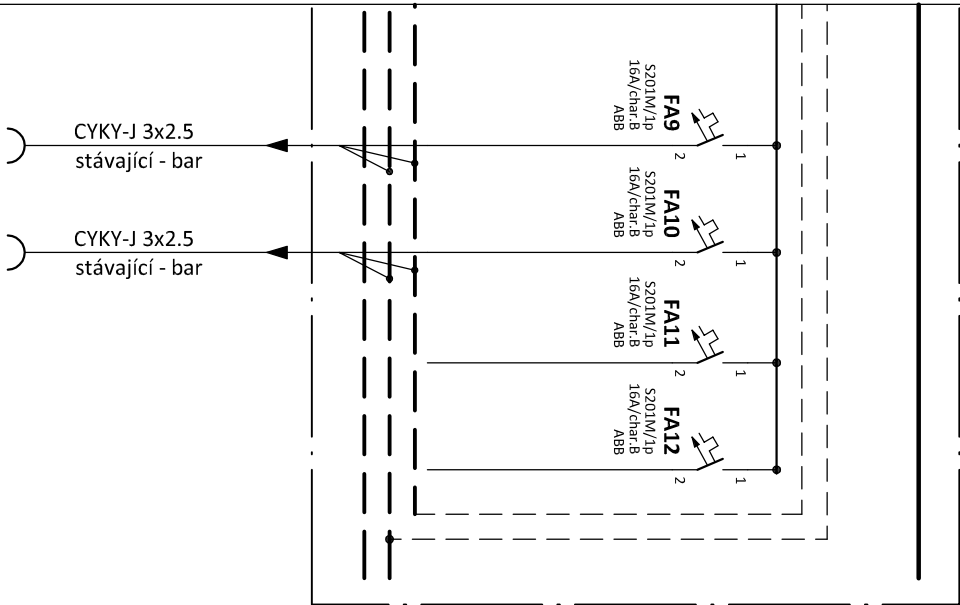 CYKY-J 3x2.5
stávající - bar
CYKY-J 3x2.5
stávající - bar
FA9
S201M/1p
16A/char.B
ABB
2
1
FA10
S201M/1p
16A/char.B
ABB
2
1
FA11
S201M/1p
16A/char.B
ABB
2
1
FA12
S201M/1p
16A/char.B
ABB
2
1